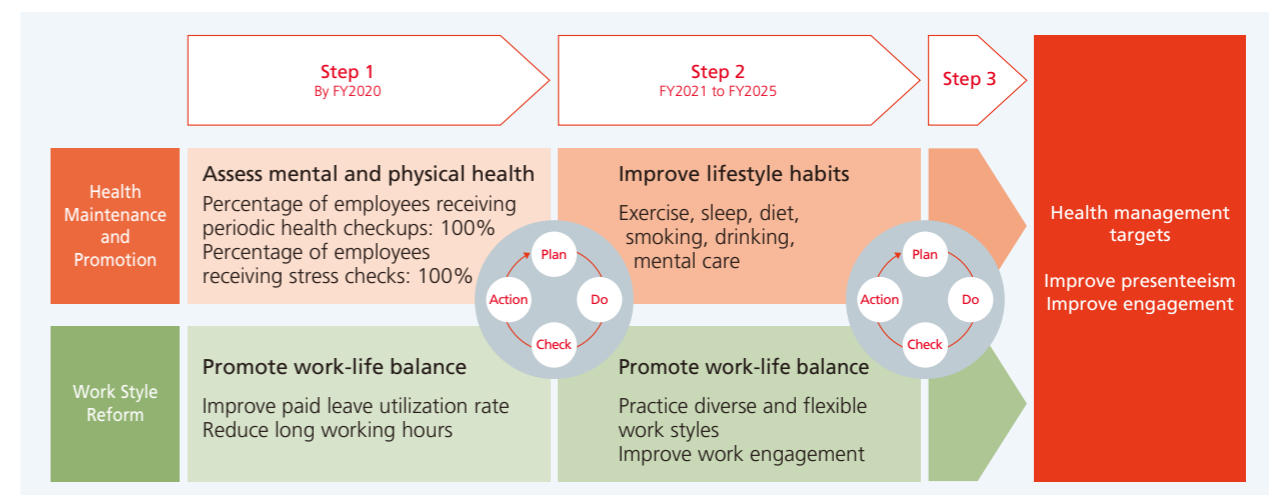 Step 1
By FY2020
Step 2
FY2021 to FY2025
Step 3
Health
Maintenance
and
Promotion
Assess mental and physical health
Percentage of employees receiving
periodic health checkups: 100%
Percentage of employees
receiving stress checks: 100%
Plan
Do
Check
Action
Improve lifestyle habits
Exercise, sleep, diet,
smoking, drinking,
mental care
Plan
Do
Check
Action
Work Style
Reform
Promote work-life balance
Improve paid leave utilization rate
Reduce long working hours
Promote work-life balance
Practice diverse and flexible
work styles
Improve work engagement
Health management
targets
Improve presenteeism
Improve engagement